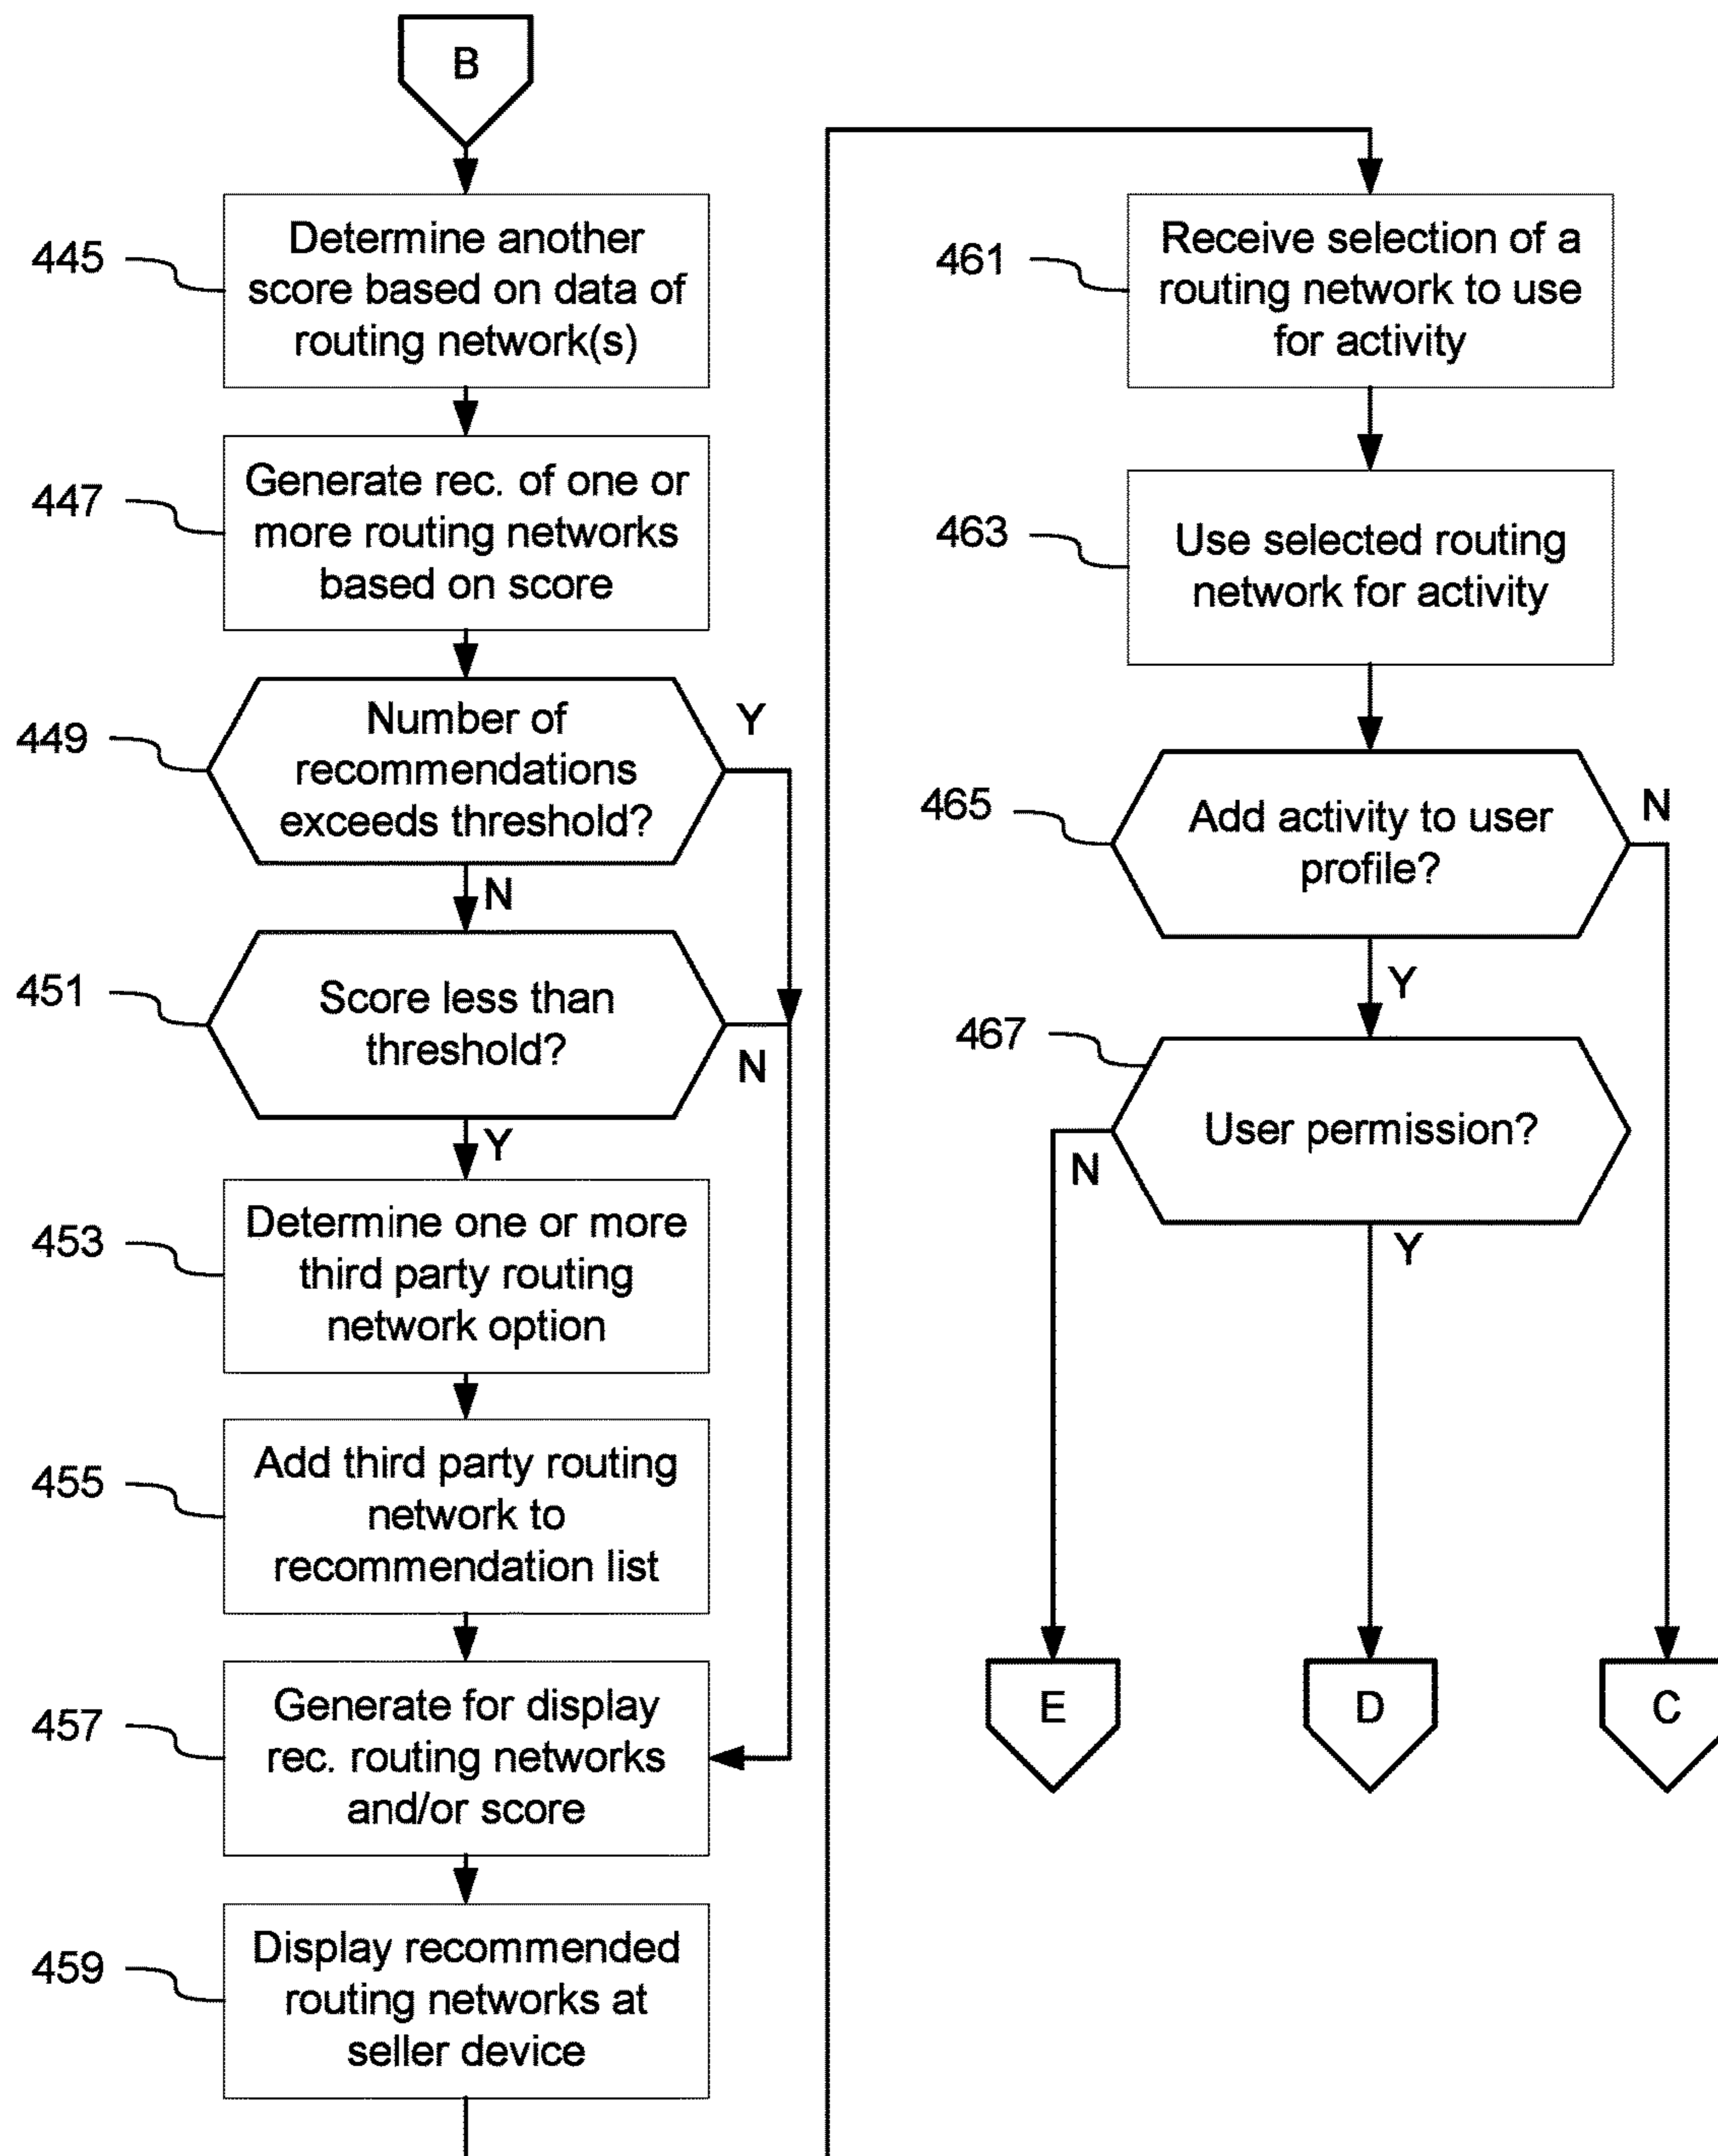 B
445
Determine another
score based on data of
routing network(s)
447
Generate rec. of one or
more routing networks
based on score
449
Number of
recommendations
exceeds threshold?
Y
N
451
Score less than
threshold?
N
Y
453
Determine one or more
third party routing
network option
455
Add third party routing
network to
recommendation list
457
Generate for display
rec. routing networks
and/or score
459
Display recommended
routing networks at
seller device
461
Receive selection of a
routing network to use
for activity
463
Use selected routing
network for activity
465
Add activity to user
profile?
N
Y
467
User permission?
N
Y
E
D
C